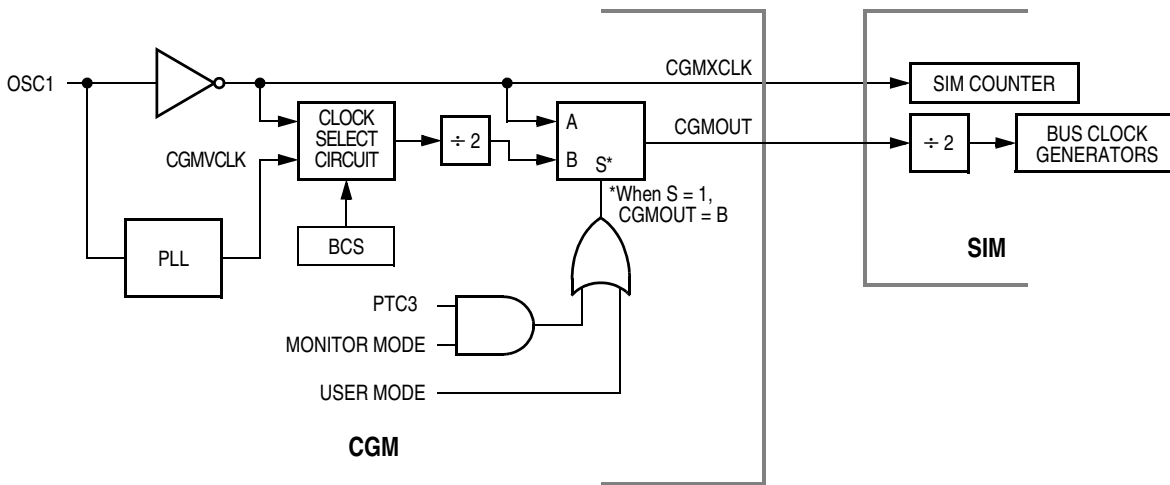 OSC1
CGMXCLK
SIM COUNTER
CLOCK
SELECT
CIRCUIT
A
CGMOUT
÷ 2
BUS CLOCK
GENERATORS
÷ 2
CGMVCLK
B
S*
*When S = 1,
CGMOUT = B
BCS
SIM
PLL
PTC3
MONITOR MODE
USER MODE
CGM